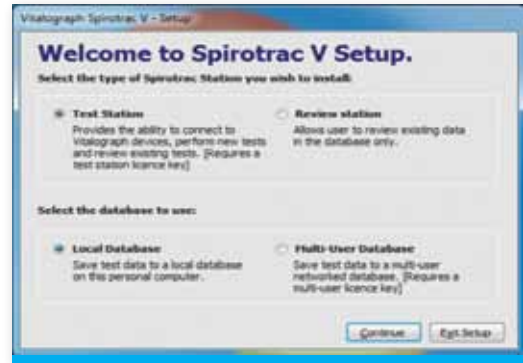 Vitalograph Spirotrac V - Setup
Welcome to Spirotrac V Setup.
Select the type of Spirotrac Station you wish to install:
Test Station
Provides the ability to connect to
Vitalograph devices, perform new tests
and review existing tests. [Requires a
test station licence key]
Review station
Allows user to review existing data
in the database only.
Select the database to use:
Local Database
Save test data to a local database
on this personal computer.
Multi-User Database
Save test data to a multi-user
networked database. [Requires a
multi-user licence key]
Continue
Exit Setup